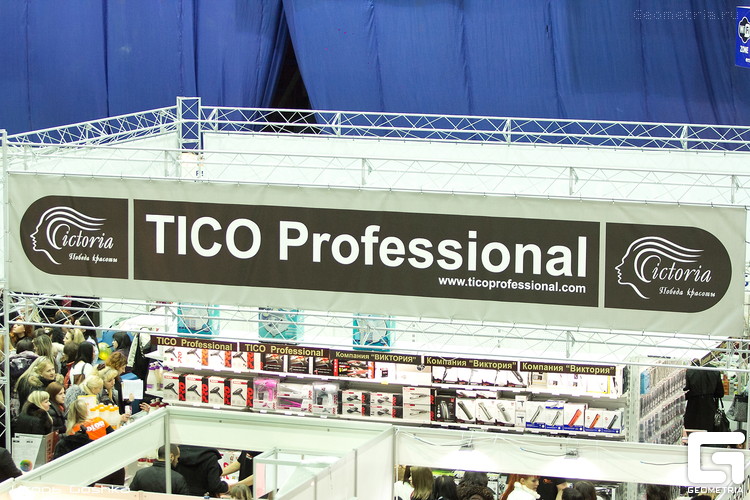 Geometria.ru
Victoria
Победа красоты
TICO Professional
www.ticoprofessional.com
Victoria
Победа красоты
TICO Professional
TICO Professional
Компания "ВИКТОРИЯ"
Компания "ВИКТОРИЯ"
Компания "ВИКТОРИЯ"
ZONE
GEOMETRIA